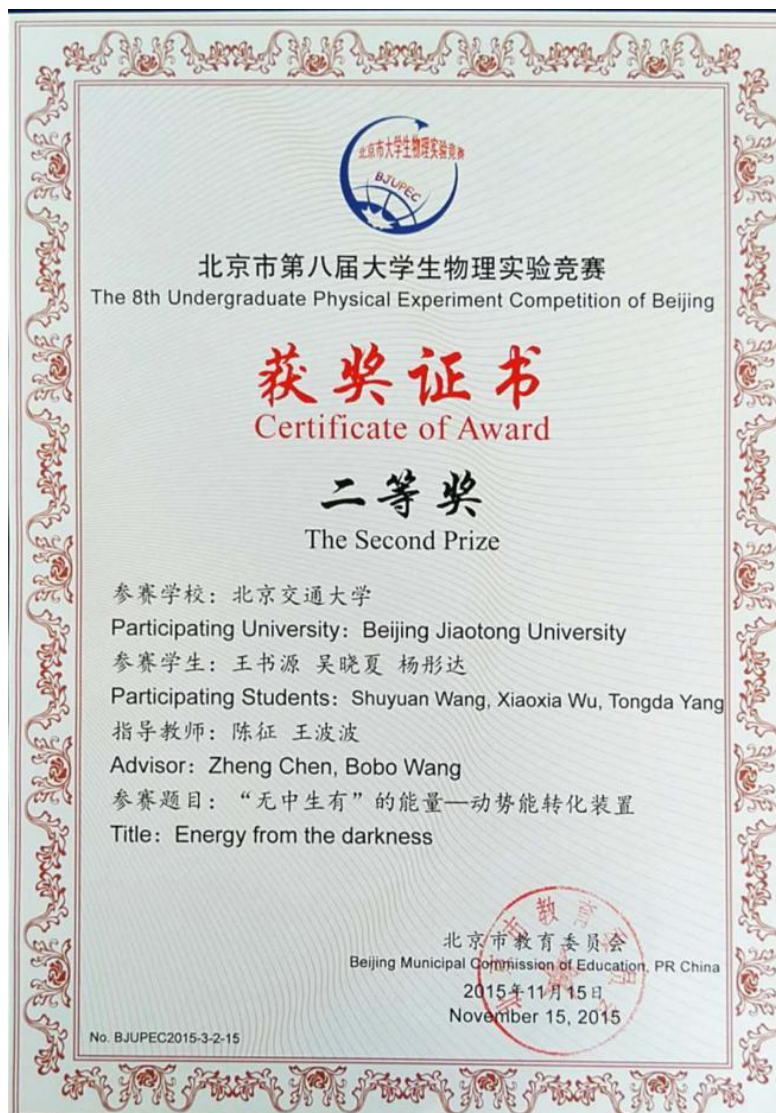 北京市大学生物理实验竞赛
BJUPEC
北京市第八届大学生物理实验竞赛
The 8th Undergraduate Physical Experiment Competition of Beijing
获奖证书
Certificate of Award
二等奖
The Second Prize
参赛学校：北京交通大学
Participating University：Beijing Jiaotong University
参赛学生：王书源 吴晓夏 杨彤达
Participating Students：Shuyuan Wang, Xiaoxia Wu, Tongda Yang
指导教师：陈征 王波波
Advisor：Zheng Chen, Bobo Wang
参赛题目：“无中生有”的能量—动势能转化装置
Title：Energy from the darkness
北京市教育委员会
Beijing Municipal Commission of Education, PR China
2015年11月15日
November 15, 2015
No. BJUPEC2015-3-2-15